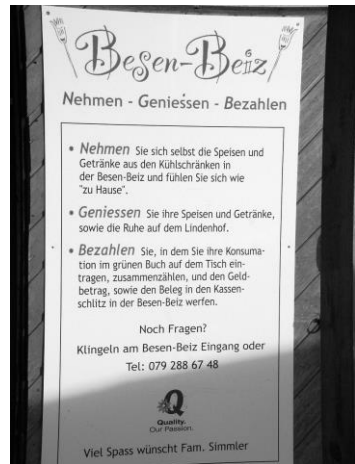 Besen-Beiz
Nehmen - Geniessen - Bezahlen
• Nehmen Sie sich selbst die Speisen und
Getränke aus den Kühlschränken in
der Besen-Beiz und fühlen Sie sich wie
"zu Hause".
• Geniessen Sie ihre Speisen und Getränke,
sowie die Ruhe auf dem Lindenhof.
• Bezahlen Sie, in dem Sie ihre Konsuma-
tion im grünen Buch auf dem Tisch ein-
tragen, zusammenzählen, und den Geld-
betrag, sowie den Beleg in den Kassen-
schlitz in der Besen-Beiz werfen.
Noch Fragen?
Klingeln am Besen-Beiz Eingang oder
Tel: 079 288 67 48
Q
Quality.
Our Passion.
Viel Spass wünscht Fam. Simmler